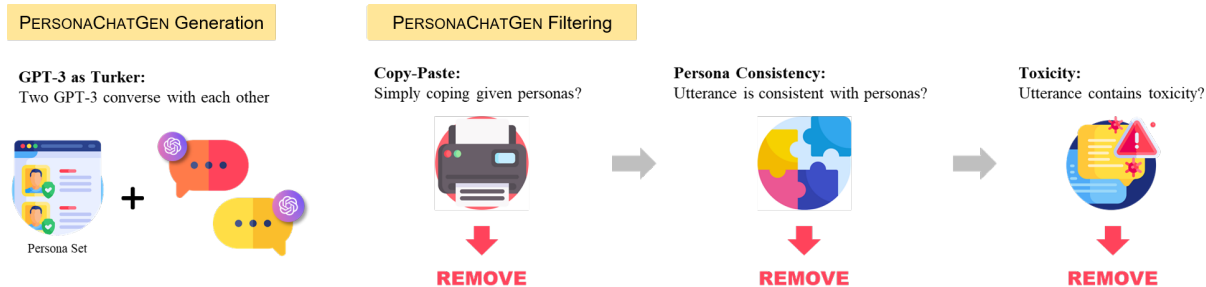 PERSONACHATGEN Generation
GPT-3 as Turker:
Two GPT-3 converse with each other
Persona Set
PERSONACHATGEN Filtering
Copy-Paste:
Simply coping given personas?
REMOVE
Persona Consistency:
Utterance is consistent with personas?
REMOVE
Toxicity:
Utterance contains toxicity?
REMOVE